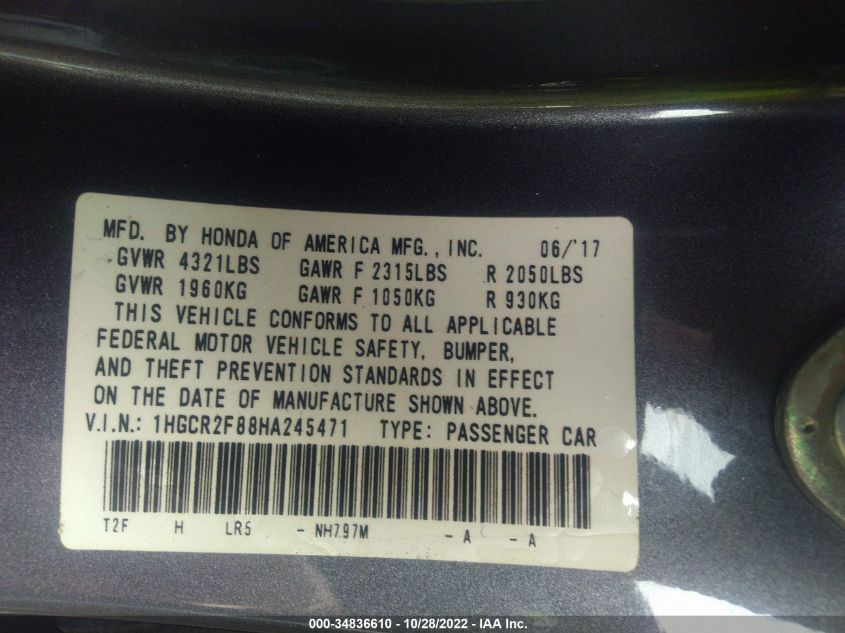 MFD. BY HONDA OF AMERICA MFG., INC. 06/'17
GVWR 4321LBS GAWR F 2315LBS R 2050LBS
GVWR 1960KG GAWR F 1050KG R 930KG
THIS VEHICLE CONFORMS TO ALL APPLICABLE
FEDERAL MOTOR VEHICLE SAFETY, BUMPER,
AND THEFT PREVENTION STANDARDS IN EFFECT
ON THE DATE OF MANUFACTURE SHOWN ABOVE.
V.I.N.: 1HGCR2F88HA245471 TYPE: PASSENGER CAR
T2F H LR5 - NH797M - A - A
000-34836610 - 10/28/2022 - IAA Inc.